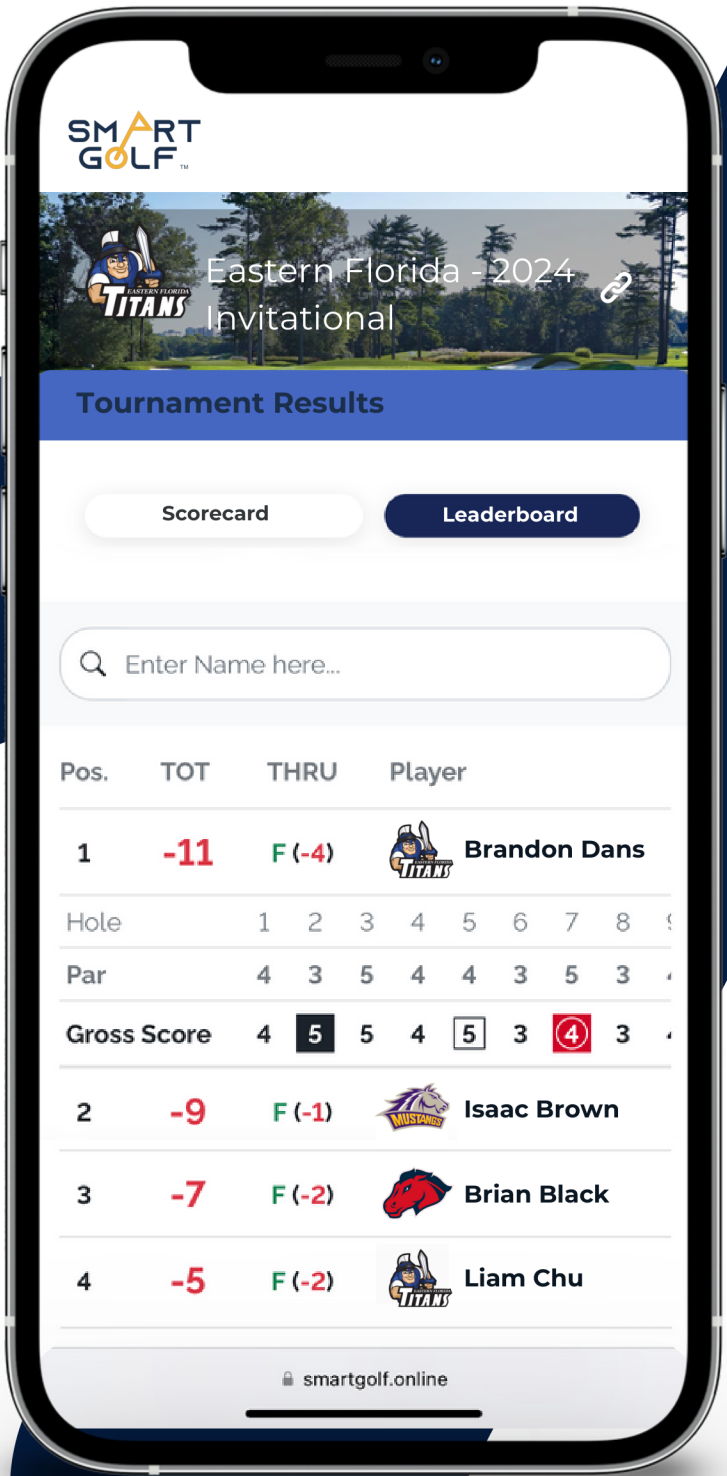 SMART
GOLF™
EASTERN FLORIDA
TITANS
Eastern Florida - 2024
Invitational
Tournament Results
Scorecard Leaderboard
Enter Name here...
Pos. TOT THRU Player
1 -11 F (-4) TITANS Brandon Dans
Hole 1 2 3 4 5 6 7 8
Par 4 3 5 4 4 3 5 3
Gross Score 4 5 5 4 5 3 4 3
2 -9 F (-1) MUSTANGS Isaac Brown
3 -7 F (-2) Brian Black
4 -5 F (-2) TITANS Liam Chu
smartgolf.online